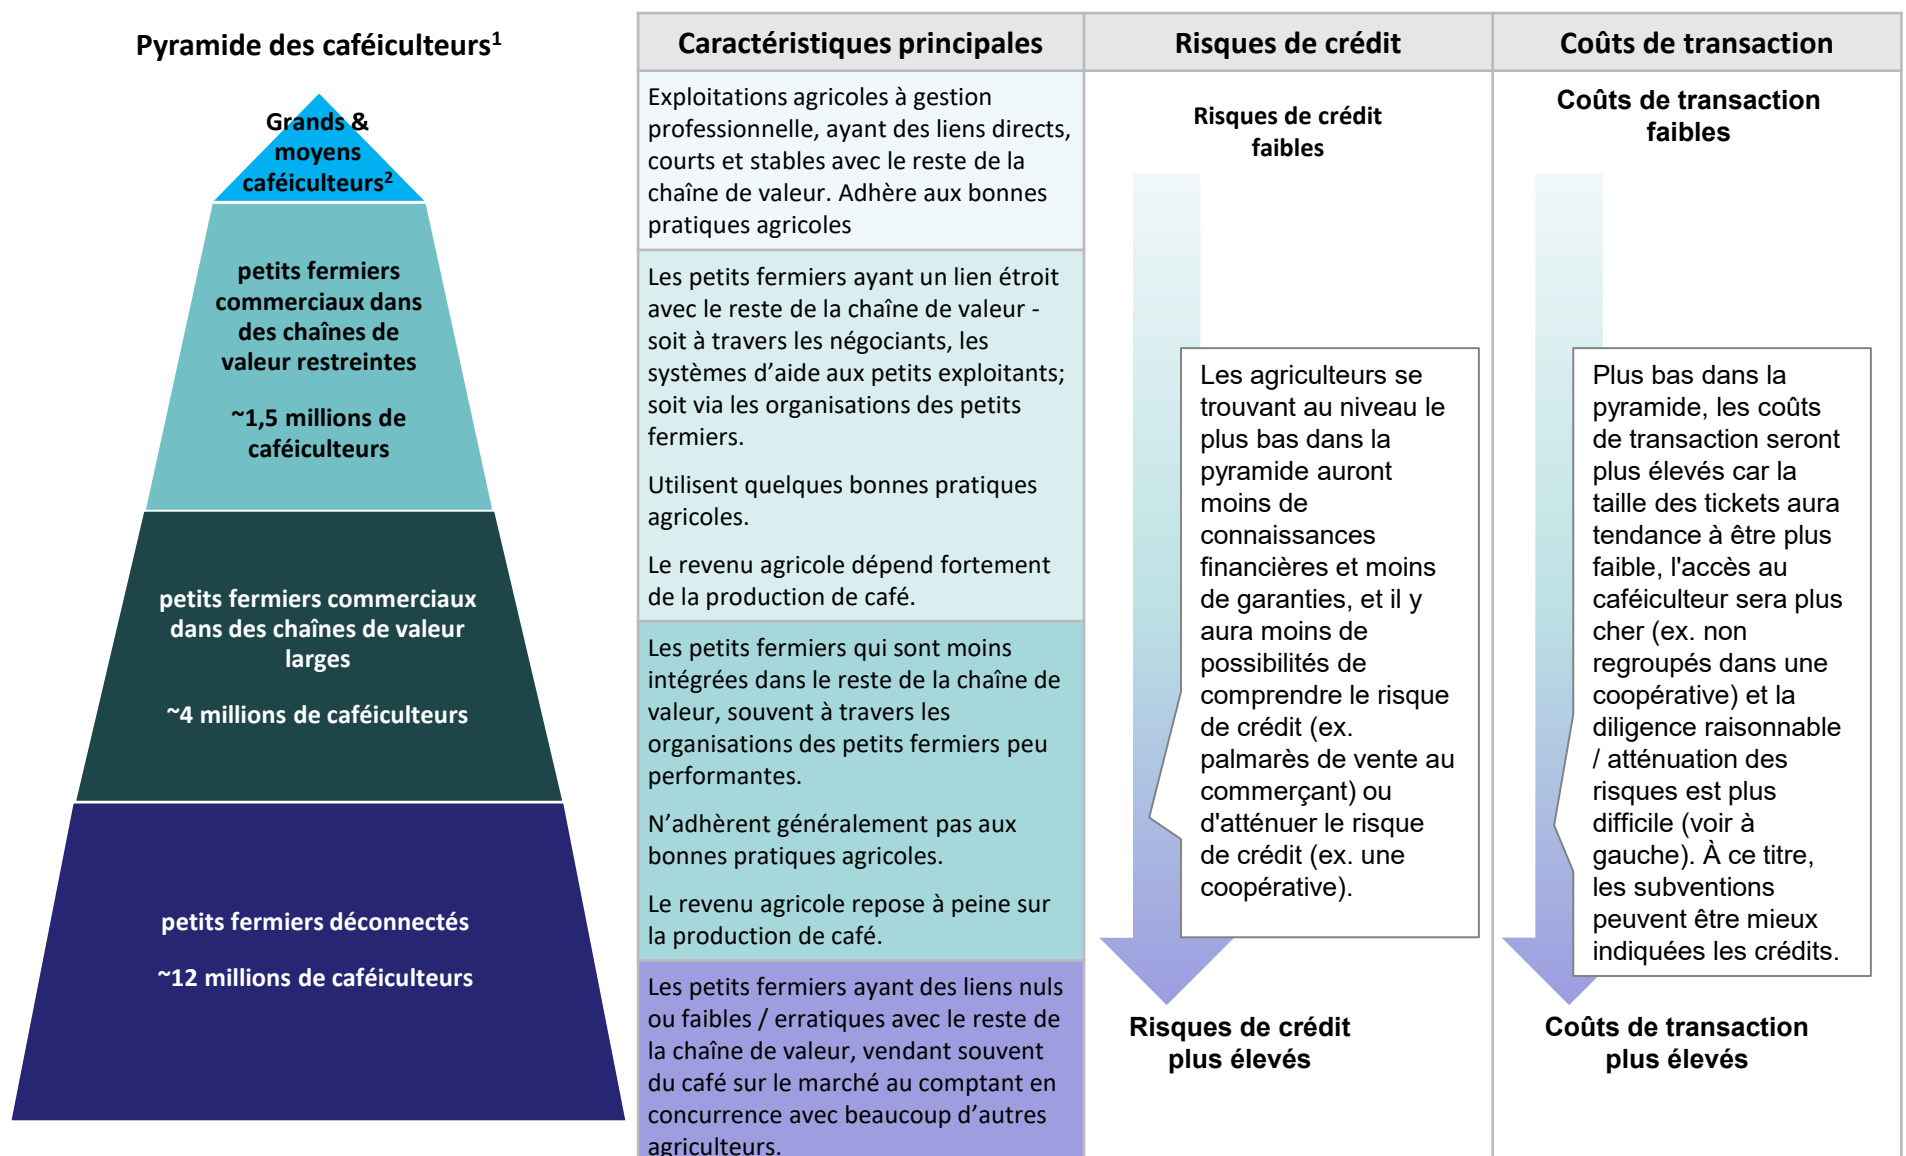 Pyramide des caféiculteurs1
Grands &
moyens
caféiculteurs2
petits fermiers
commerciaux dans
des chaînes de
valeur restreintes
~1,5 millions de
caféiculteurs
petits fermiers commerciaux
dans des chaînes de valeur
larges
~4 millions de caféiculteurs
petits fermiers déconnectés
~12 millions de caféiculteurs
Caractéristiques principales
Exploitations agricoles à gestion
professionnelle, ayant des liens directs,
courts et stables avec le reste de la
chaîne de valeur. Adhère aux bonnes
pratiques agricoles
Les petits fermiers ayant un lien étroit
avec le reste de la chaîne de valeur -
soit à travers les négociants, les
systèmes d’aide aux petits exploitants;
soit via les organisations des petits
fermiers.
Utilisent quelques bonnes pratiques
agricoles.
Le revenu agricole dépend fortement
de la production de café.
Les petits fermiers qui sont moins
intégrées dans le reste de la chaîne de
valeur, souvent à travers les
organisations des petits fermiers peu
performantes.
N’adhèrent généralement pas aux
bonnes pratiques agricoles.
Le revenu agricole repose à peine sur
la production de café.
Les petits fermiers ayant des liens nuls
ou faibles / erratiques avec le reste de
la chaîne de valeur, vendant souvent
du café sur le marché au comptant en
concurrence avec beaucoup d’autres
agriculteurs.
Risques de crédit
Risques de crédit
faibles
Les agriculteurs se
trouvant au niveau le
plus bas dans la
pyramide auront
moins de
connaissances
financières et moins
de garanties, et il y
aura moins de
possibilités de
comprendre le risque
de crédit (ex.
palmarès de vente au
commerçant) ou
d'atténuer le risque
de crédit (ex. une
coopérative).
Risques de crédit
plus élevés
Coûts de transaction
Coûts de transaction
faibles
Plus bas dans la
pyramide, les coûts
de transaction seront
plus élevés car la
taille des tickets aura
tendance à être plus
faible, l'accès au
caféiculteur sera plus
cher (ex. non
regroupés dans une
coopérative) et la
diligence raisonnable
/ atténuation des
risques est plus
difficile (voir à
gauche). À ce titre,
les subventions
peuvent être mieux
indiquées les crédits.
Coûts de transaction
plus élevés